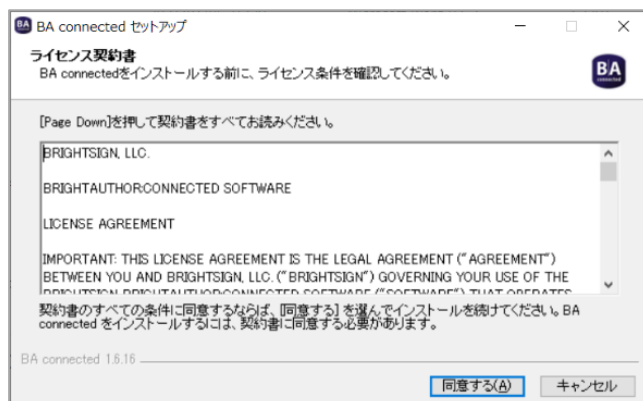 BA connected セットアップ
ライセンス契約書
BA connectedをインストールする前に、ライセンス条件を確認してください。
BA
connected
[Page Down]を押して契約書をすべてお読みください。
BRIGHTSIGN, LLC.
BRIGHTAUTHOR:CONNECTED SOFTWARE
LICENSE AGREEMENT
IMPORTANT: THIS LICENSE AGREEMENT IS THE LEGAL AGREEMENT ("AGREEMENT")
BETWEEN YOU AND BRIGHTSIGN, LLC. ("BRIGHTSIGN") GOVERNING YOUR USE OF THE
BRIGHTSIGN BRIGHTAUTHOR:CONNECTED SOFTWARE ("SOFTWARE") THAT OPERATES
契約書のすべての条件に同意するならば、[同意する] を選んでインストールを続けてください。BA
connected をインストールするには、契約書に同意する必要があります。
BA connected 1.6.16
同意する(A)
キャンセル